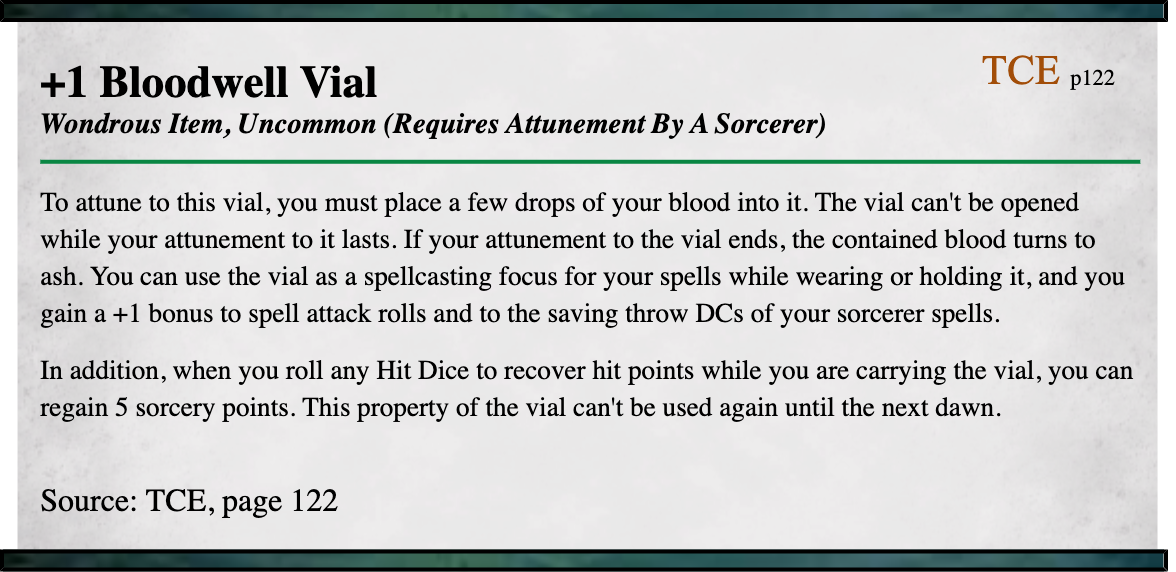 +1 Bloodwell Vial
TCE p122
Wondrous Item, Uncommon (Requires Attunement By A Sorcerer)
To attune to this vial, you must place a few drops of your blood into it. The vial can't be opened
while your attunement to it lasts. If your attunement to the vial ends, the contained blood turns to
ash. You can use the vial as a spellcasting focus for your spells while wearing or holding it, and you
gain a +1 bonus to spell attack rolls and to the saving throw DCs of your sorcerer spells.
In addition, when you roll any Hit Dice to recover hit points while you are carrying the vial, you can
regain 5 sorcery points. This property of the vial can't be used again until the next dawn.
Source: TCE, page 122